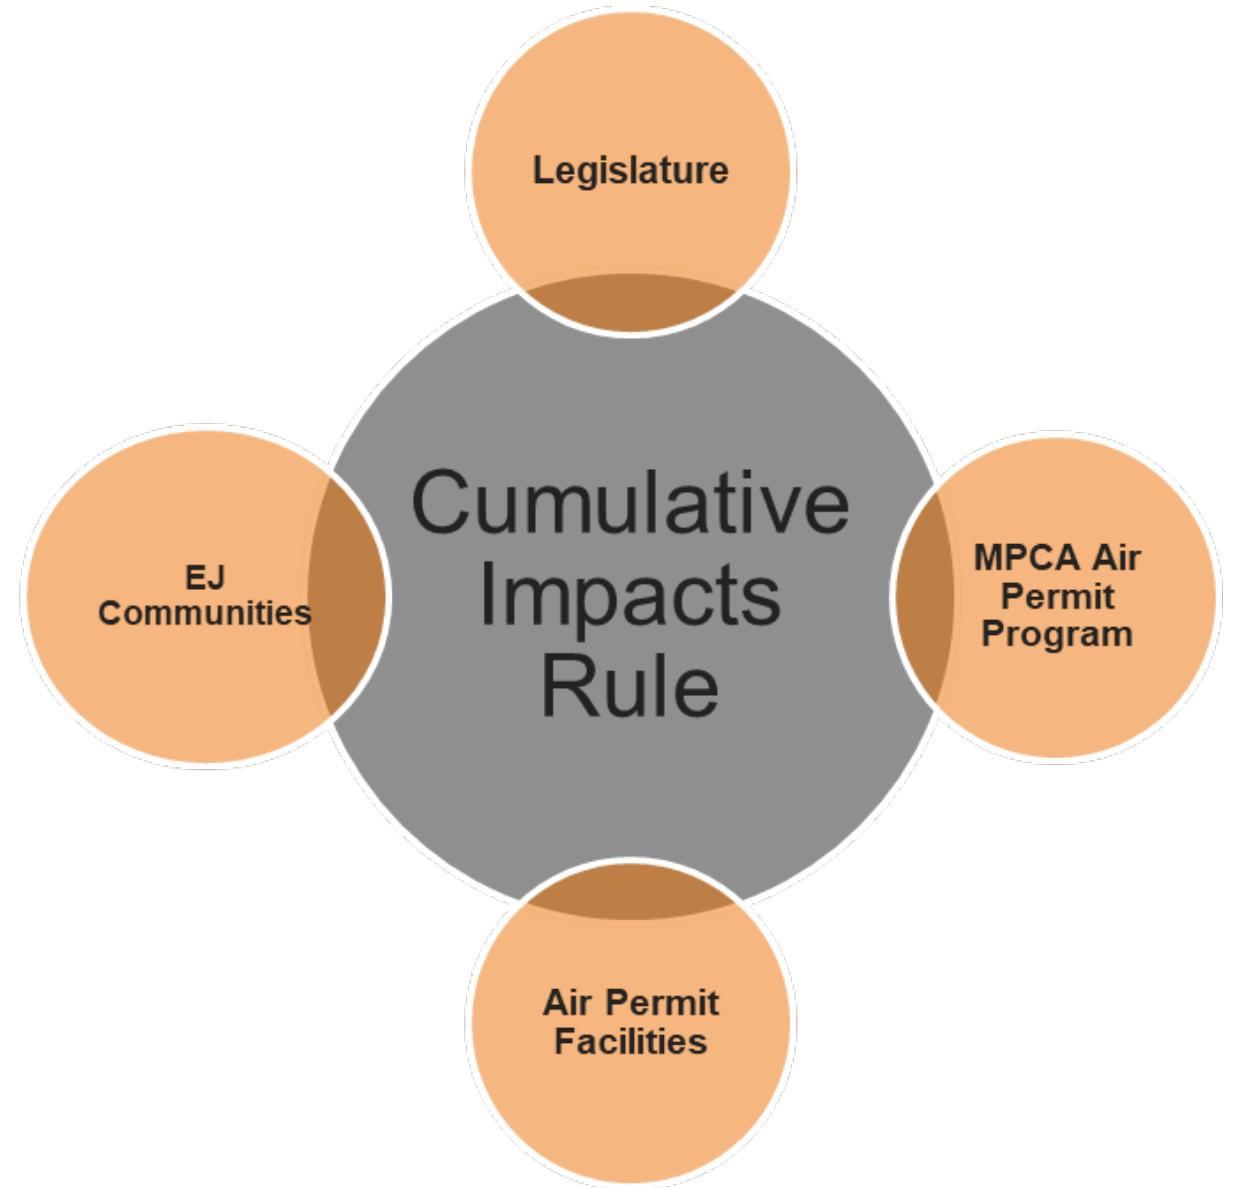 Legislature
EJ
Communities
Cumulative
Impacts
Rule
MPCA Air
Permit
Program
Air Permit
Facilities